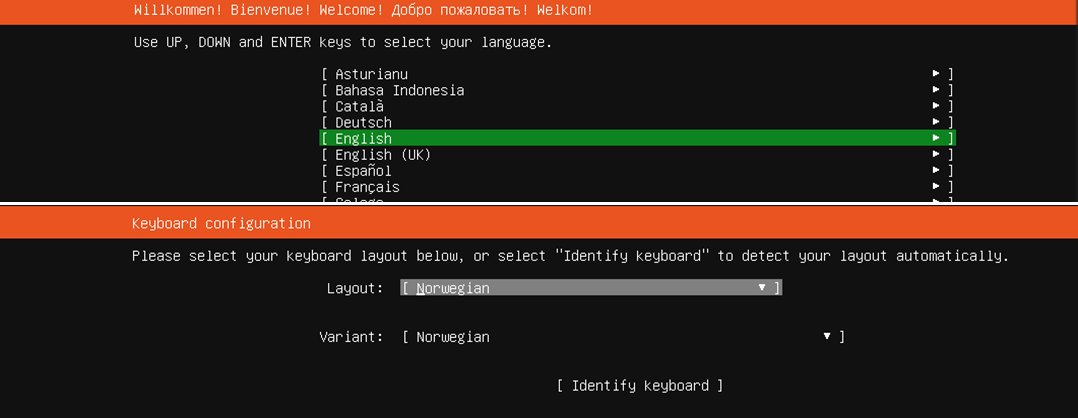 Willkommen! Bienvenue! Welcome! Добро пожаловать! Welkom!
Use UP, DOWN and ENTER keys to select your language.
[ Asturianu ► ]
[ Bahasa Indonesia ► ]
[ Català ► ]
[ Deutsch ► ]
[ English ► ]
[ English (UK) ► ]
[ Español ► ]
[ Français ► ]
Keyboard configuration
Please select your keyboard layout below, or select "Identify keyboard" to detect your layout automatically.
Layout: [ Norwegian ▼ ]
Variant: [ Norwegian ▼ ]
[ Identify keyboard ]